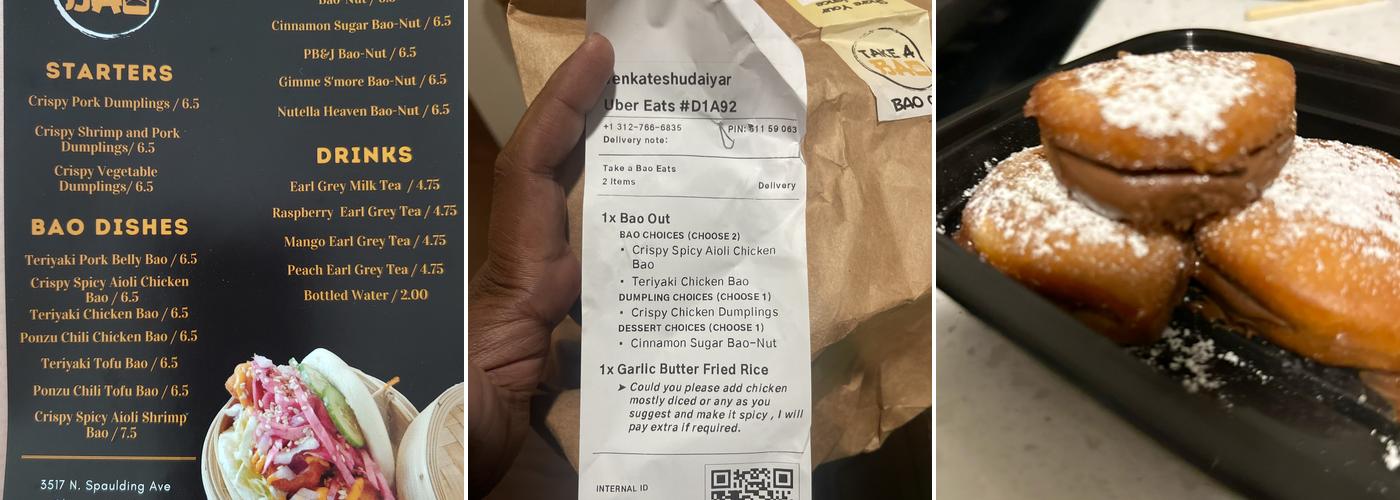 STARTERS
Crispy Pork Dumplings / 6.5
Crispy Shrimp and Pork
Dumplings/ 6.5
Crispy Vegetable
Dumplings/ 6.5
BAO DISHES
Teriyaki Pork Belly Bao / 6.5
Crispy Spicy Aioli Chicken
Bao / 6.5
Teriyaki Chicken Bao / 6.5
Ponzu Chili Chicken Bao / 6.5
Teriyaki Tofu Bao / 6.5
Ponzu Chili Tofu Bao / 6.5
Crispy Spicy Aioli Shrimp
Bao / 7.5
3517 N. Spaulding Ave
Cinnamon Sugar Bao-Nut / 6.5
PB&J Bao-Nut / 6.5
Gimme S'more Bao-Nut / 6.5
Nutella Heaven Bao-Nut / 6.5
DRINKS
Earl Grey Milk Tea / 4.75
Raspberry Earl Grey Tea / 4.75
Mango Earl Grey Tea / 4.75
Peach Earl Grey Tea / 4.75
Bottled Water / 2.00
enkateshudaiyar
Uber Eats #D1A92
+1 312-766-6835
PIN: 611 59 063
Delivery note:
Take a Bao Eats
2 Items
Delivery
1x Bao Out
BAO CHOICES (CHOOSE 2)
• Crispy Spicy Aioli Chicken
Bao
• Teriyaki Chicken Bao
DUMPLING CHOICES (CHOOSE 1)
• Crispy Chicken Dumplings
DESSERT CHOICES (CHOOSE 1)
• Cinnamon Sugar Bao-Nut
1x Garlic Butter Fried Rice
➤ Could you please add chicken
mostly diced or any as you
suggest and make it spicy , I will
pay extra if required.
INTERNAL ID
Share Your
TAKE A
BAO
BAO